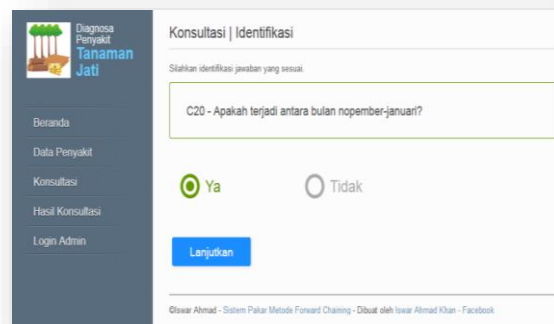 Diagnosa
Penyakit
Tanaman
Jati
Beranda
Data Penyakit
Konsultasi
Hasil Konsultasi
Login Admin
Konsultasi | Identifikasi
Silahkan identifikasi jawaban yang sesuai.
C20 - Apakah terjadi antara bulan nopember-januari?
Ya
Tidak
Lanjutkan
©Iswar Ahmad - Sistem Pakar Metode Forward Chaining - Dibuat oleh Iswar Ahmad Khan - Facebook